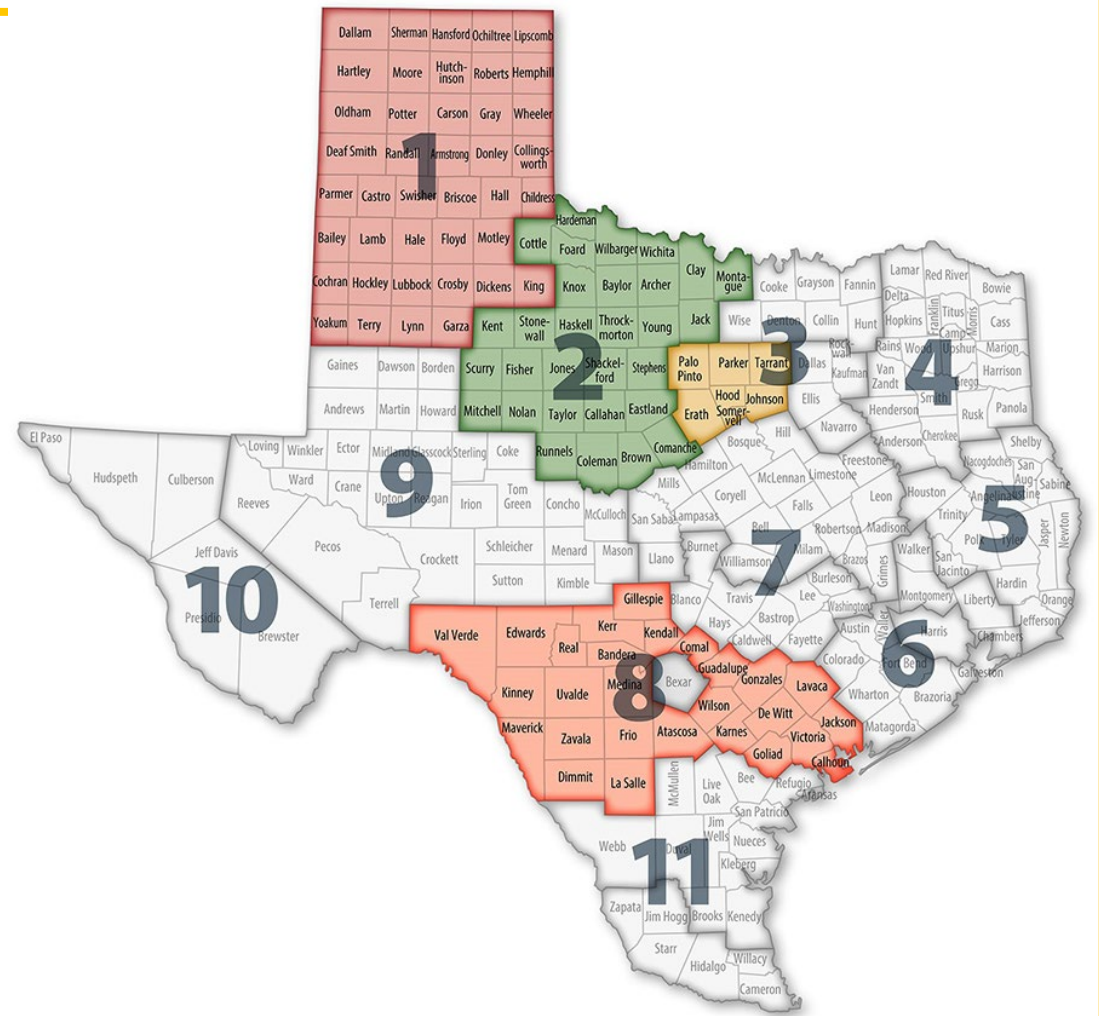 Dallam Sherman Hansford Ochiltree Lipscomb
Hartley Moore Hutch-
inson Roberts Hemphill
Oldham Potter Carson Gray Wheeler
Deaf Smith Randall Armstrong Donley Collings-
worth
1
Parmer Castro Swisher Briscoe Hall Childress
Bailey Lamb Hale Floyd Motley
Cochran Hockley Lubbock Crosby Dickens King
Yoakum Terry Lynn Garza
Hardeman
Cottle Foard Wilbarger Wichita
Clay Monta-
gue
Knox Baylor Archer
Kent Stone-
wall Haskell Throck-
morton Young Jack
2
Scurry Fisher Jones Shackel-
ford Stephens
Mitchell Nolan Taylor Callahan Eastland
Runnels Coleman Brown Comanche
Cooke Grayson Fannin
Wise Denton Collin Hunt
3
Rock-
wall
Palo
Pinto Parker Tarrant Dallas Kaufman
Hood Johnson Ellis
Erath Somer-
vell Navarro
Lamar Red River Bowie
Delta
Hopkins Franklin Titus Morris Cass
Camp
Rains Wood Upshur Marion
4
Van
Zandt Gregg Harrison
Smith
Henderson Rusk Panola
Anderson Cherokee
Shelby
Nacogdoches San
Augustine Sabine
Houston Angelina
5
Trinity
Polk Tyler Jasper Newton
San
Jacinto
Hardin
Liberty Orange
Jefferson
Chambers
Gaines Dawson Borden
Andrews Martin Howard
Loving Winkler Ector Midland Glasscock Sterling Coke
9
Ward Crane Upton Reagan Irion Tom
Green Concho McCulloch
Reeves
Pecos Crockett Schleicher Menard Mason
Sutton Kimble
Terrell
El Paso
Hudspeth Culberson
Jeff Davis
10
Presidio
Brewster
Bosque Hill
Hamilton McLennan Limestone Freestone
Mills Coryell Falls Leon
San Saba Lampasas Bell Robertson Madison
7
Llano Burnet Williamson Milam Brazos Grimes
Burleson
Blanco Travis Lee Washington
Hays Bastrop
Caldwell Fayette
Walker
Montgomery
Austin Waller Harris
6
Colorado Fort Bend
Galveston
Wharton Brazoria
Matagorda
Gillespie
Val Verde Edwards Kerr Kendall
Real Bandera Comal
8
Kinney Uvalde Medina Bexar Guadalupe Gonzales Lavaca
Wilson De Witt
Maverick Zavala Frio Atascosa Karnes Victoria Jackson
Goliad Calhoun
Dimmit La Salle
McMullen Live
Oak Bee Refugio
Aransas
San Patricio
Jim
Wells Nueces
Webb Duval
11
Kleberg
Zapata Jim Hogg Brooks Kenedy
Starr Willacy
Hidalgo
Cameron